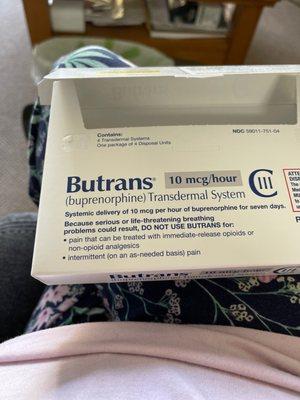 Contains:
4 Transdermal Systems
One package of 4 Disposal Units
NDC 59011-751-04
Butrans® 10 mcg/hour
(buprenorphine) Transdermal System CIII
Systemic delivery of 10 mcg per hour of buprenorphine for seven days.
Because serious or life-threatening breathing
problems could result, DO NOT USE BUTRANS for:
• pain that can be treated with immediate-release opioids or
non-opioid analgesics
• intermittent (on an as-needed basis) pain
Butrans 10 mcg/hour